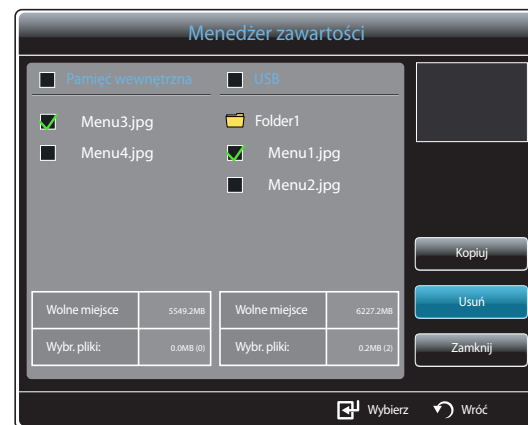 Menedżer zawartości
Pamięć wewnętrzna USB
Menu3.jpg Folder1
Menu4.jpg Menu1.jpg
Menu2.jpg
Kopiuj
Wolne miejsce 5549.2MB Wolne miejsce 6227.2MB Usuń
Wybr. pliki: 0.0MB (0) Wybr. pliki: 0.2MB (2) Zamknij
Wybierz Wróć